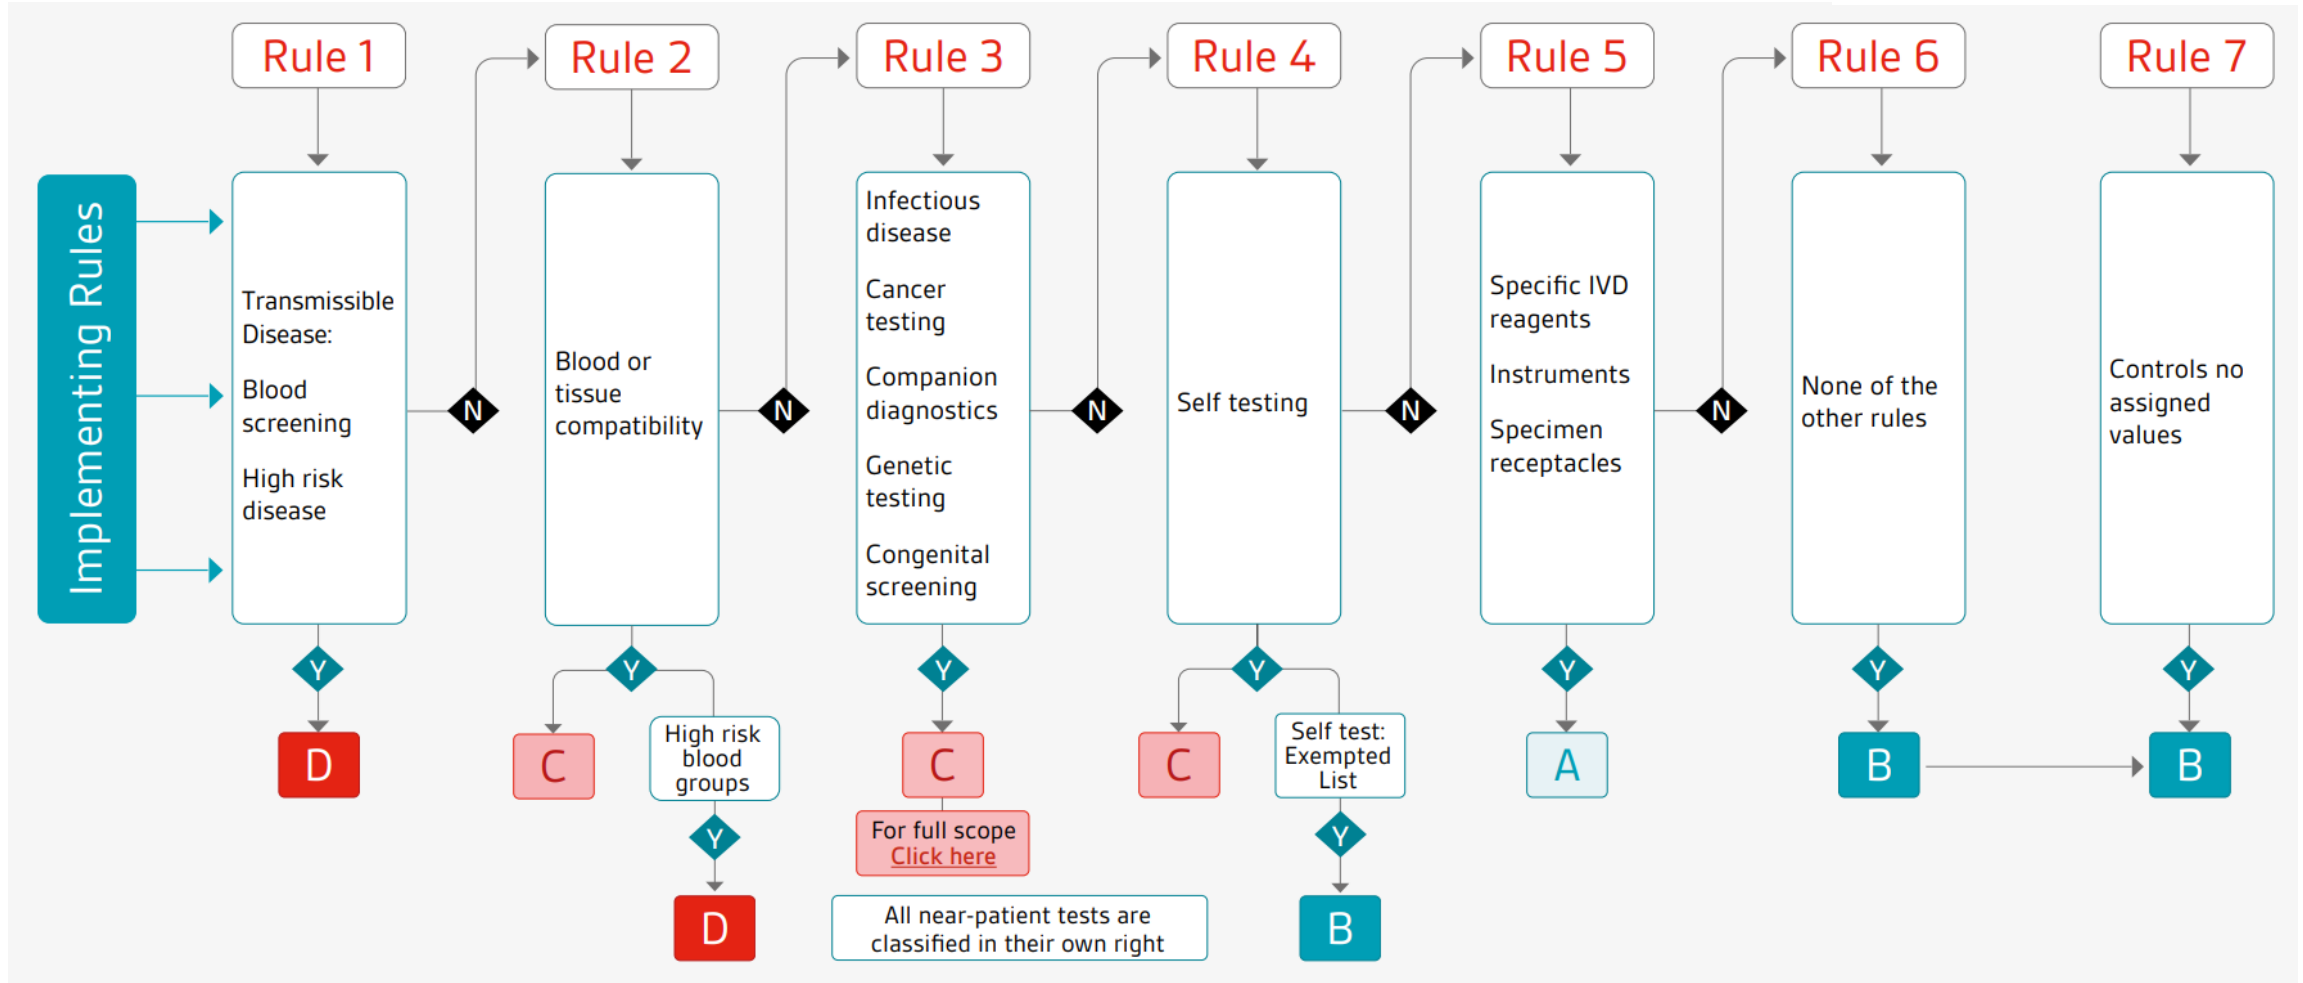 Rule 1
Rule 2
Rule 3
Rule 4
Rule 5
Rule 6
Rule 7
Implementing Rules
Transmissible
Disease:
Blood
screening
High risk
disease
N
Blood or
tissue
compatibility
N
Infectious
disease
Cancer
testing
Companion
diagnostics
Genetic
testing
Congenital
screening
N
Self testing
N
Specific IVD
reagents
Instruments
Specimen
receptacles
N
None of the
other rules
Controls no
assigned
values
Y
D
Y
C
High risk
blood
groups
Y
D
Y
C
For full scope
Click here
All near-patient tests are
classified in their own right
Y
C
Self test:
Exempted
List
Y
B
Y
A
Y
B
Y
B